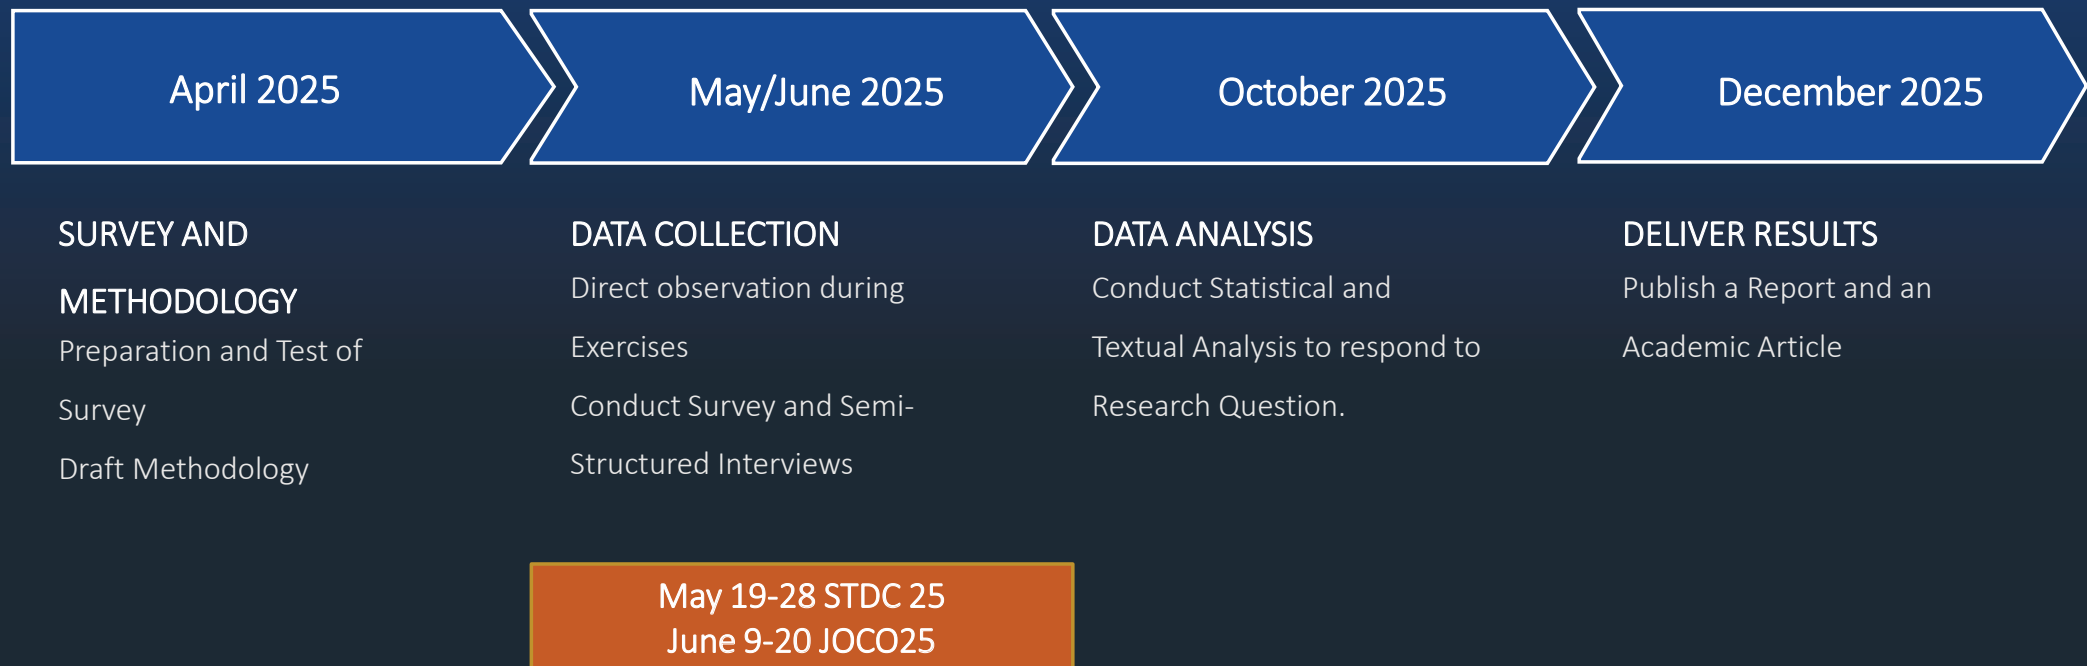 April 2025
May/June 2025
October 2025
December 2025
SURVEY AND
METHODOLOGY
Preparation and Test of
Survey
Draft Methodology
DATA COLLECTION
Direct observation during
Exercises
Conduct Survey and Semi-
Structured Interviews
May 19-28 STDC 25
June 9-20 JOCO25
DATA ANALYSIS
Conduct Statistical and
Textual Analysis to respond to
Research Question.
DELIVER RESULTS
Publish a Report and an
Academic Article